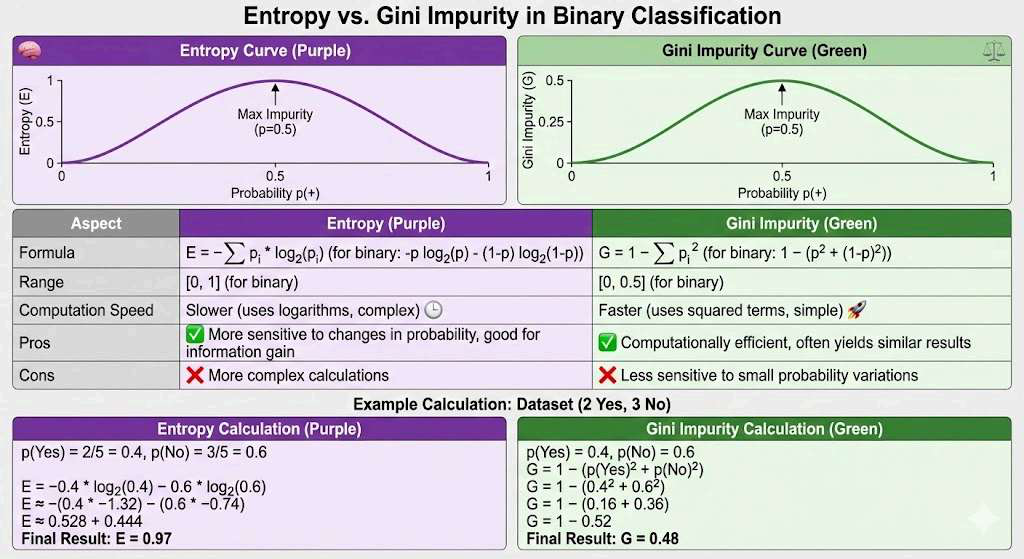 Entropy vs. Gini Impurity in Binary Classification
Entropy Curve (Purple)
Entropy (E)
1
0.5
0
Max Impurity
(p=0.5)
0
0.5
1
Probability p(+)
Gini Impurity Curve (Green)
Gini Impurity (G)
0.5
0.25
0
Max Impurity
(p=0.5)
0
0.5
1
Probability p(+)
Aspect
Entropy (Purple)
Gini Impurity (Green)
Formula
E = −∑ pᵢ * log₂(pᵢ) (for binary: -p log₂(p) - (1-p) log₂(1-p))
G = 1 − ∑ pᵢ² (for binary: 1 − (p² + (1-p)²))
Range
[0, 1] (for binary)
[0, 0.5] (for binary)
Computation Speed
Slower (uses logarithms, complex) 🕒
Faster (uses squared terms, simple) 🚀
Pros
✅ More sensitive to changes in probability, good for
information gain
✅ Computationally efficient, often yields similar results
Cons
❌ More complex calculations
❌ Less sensitive to small probability variations
Example Calculation: Dataset (2 Yes, 3 No)
Entropy Calculation (Purple)
p(Yes) = 2/5 = 0.4, p(No) = 3/5 = 0.6
E = −0.4 * log₂(0.4) − 0.6 * log₂(0.6)
E ≈ −(0.4 * −1.32) − (0.6 * −0.74)
E ≈ 0.528 + 0.444
Final Result: E = 0.97
Gini Impurity Calculation (Green)
p(Yes) = 0.4, p(No) = 0.6
G = 1 − (p(Yes)² + p(No)²)
G = 1 − (0.4² + 0.6²)
G = 1 − (0.16 + 0.36)
G = 1 − 0.52
Final Result: G = 0.48